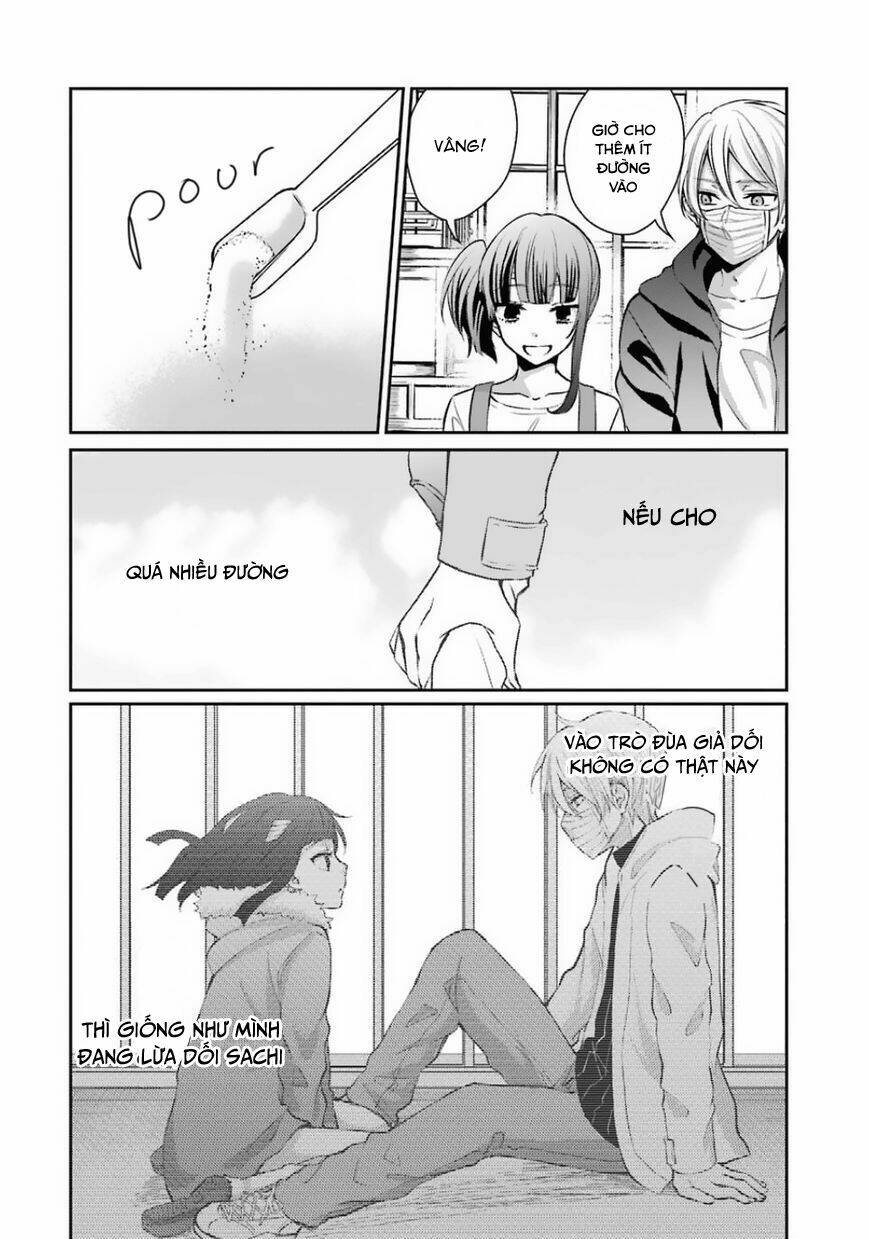 GIỜ CHO
THÊM ÍT
ĐƯỜNG
VÀO
VÂNG!
pour
NẾU CHO
QUÁ NHIỀU ĐƯỜNG
VÀO TRÒ ĐÙA GIẢ DỐI
KHÔNG CÓ THẬT NÀY
THÌ GIỐNG NHƯ MÌNH
ĐANG LỪA DỐI SACHI